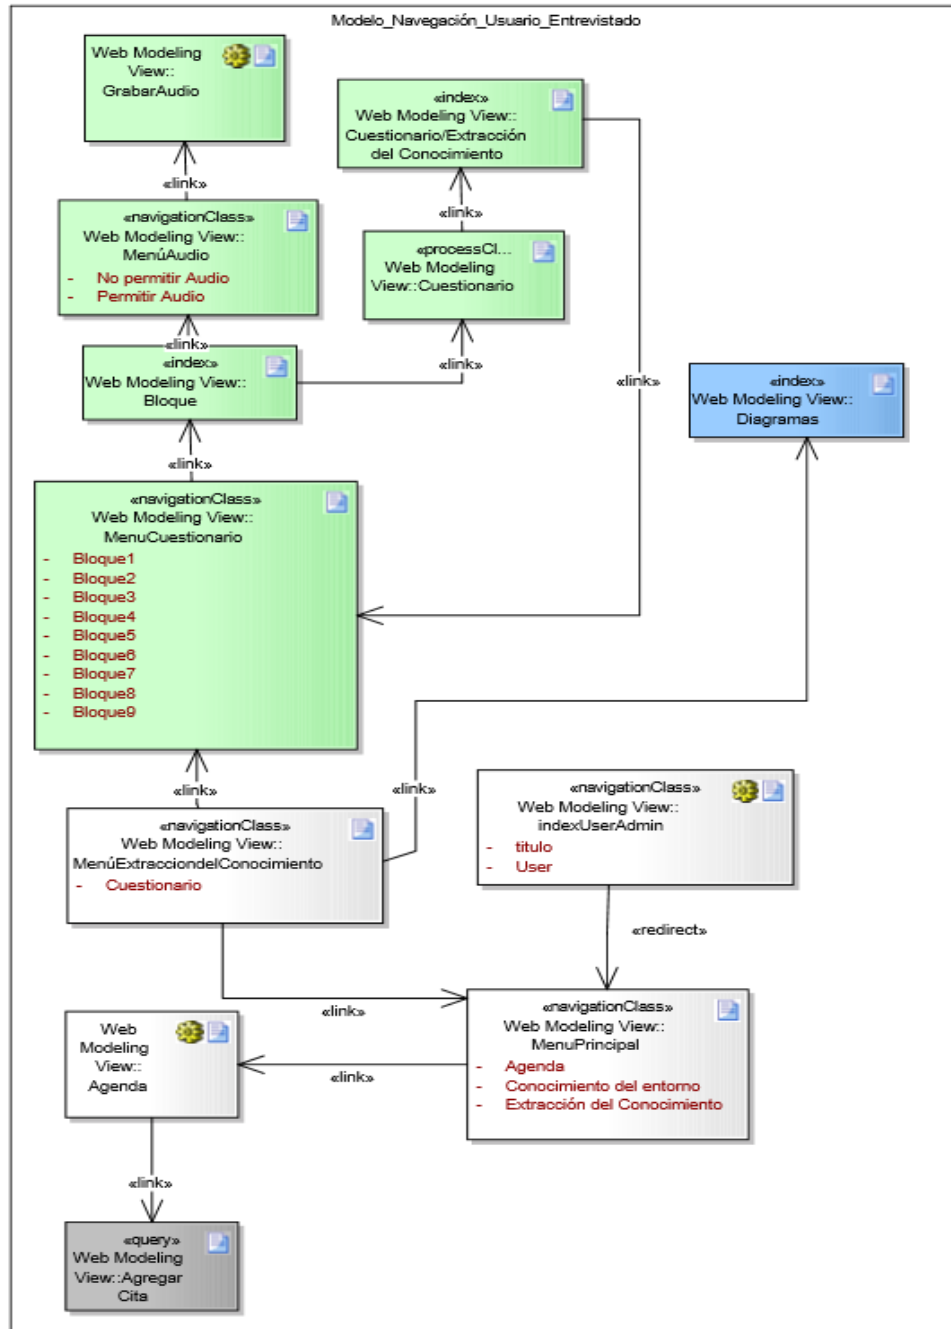 Modelo_Navegación_Usuario_Entrevistado
Web Modeling
View::
GrabarAudio
«index»
Web Modeling View::
Cuestionario/Extracción
del Conocimiento
«link»
«link»
«navigationClass»
Web Modeling View::
MenúAudio
- No permitir Audio
- Permitir Audio
«processCl...
Web Modeling
View::Cuestionario
«link»
«index»
Web Modeling View::
Bloque
«link»
«link»
«index»
Web Modeling View::
Diagramas
«link»
«navigationClass»
Web Modeling View::
MenuCuestionario
- Bloque1
- Bloque2
- Bloque3
- Bloque4
- Bloque5
- Bloque6
- Bloque7
- Bloque8
- Bloque9
«link»
«link»
«navigationClass»
Web Modeling View::
MenúExtracciondelConocimiento
- Cuestionario
«navigationClass»
Web Modeling View::
indexUserAdmin
- titulo
- User
«redirect»
«link»
«navigationClass»
Web Modeling View::
MenuPrincipal
- Agenda
- Conocimiento del entorno
- Extracción del Conocimiento
Web
Modeling
View::
Agenda
«link»
«link»
«query»
Web Modeling
View::Agregar
Cita